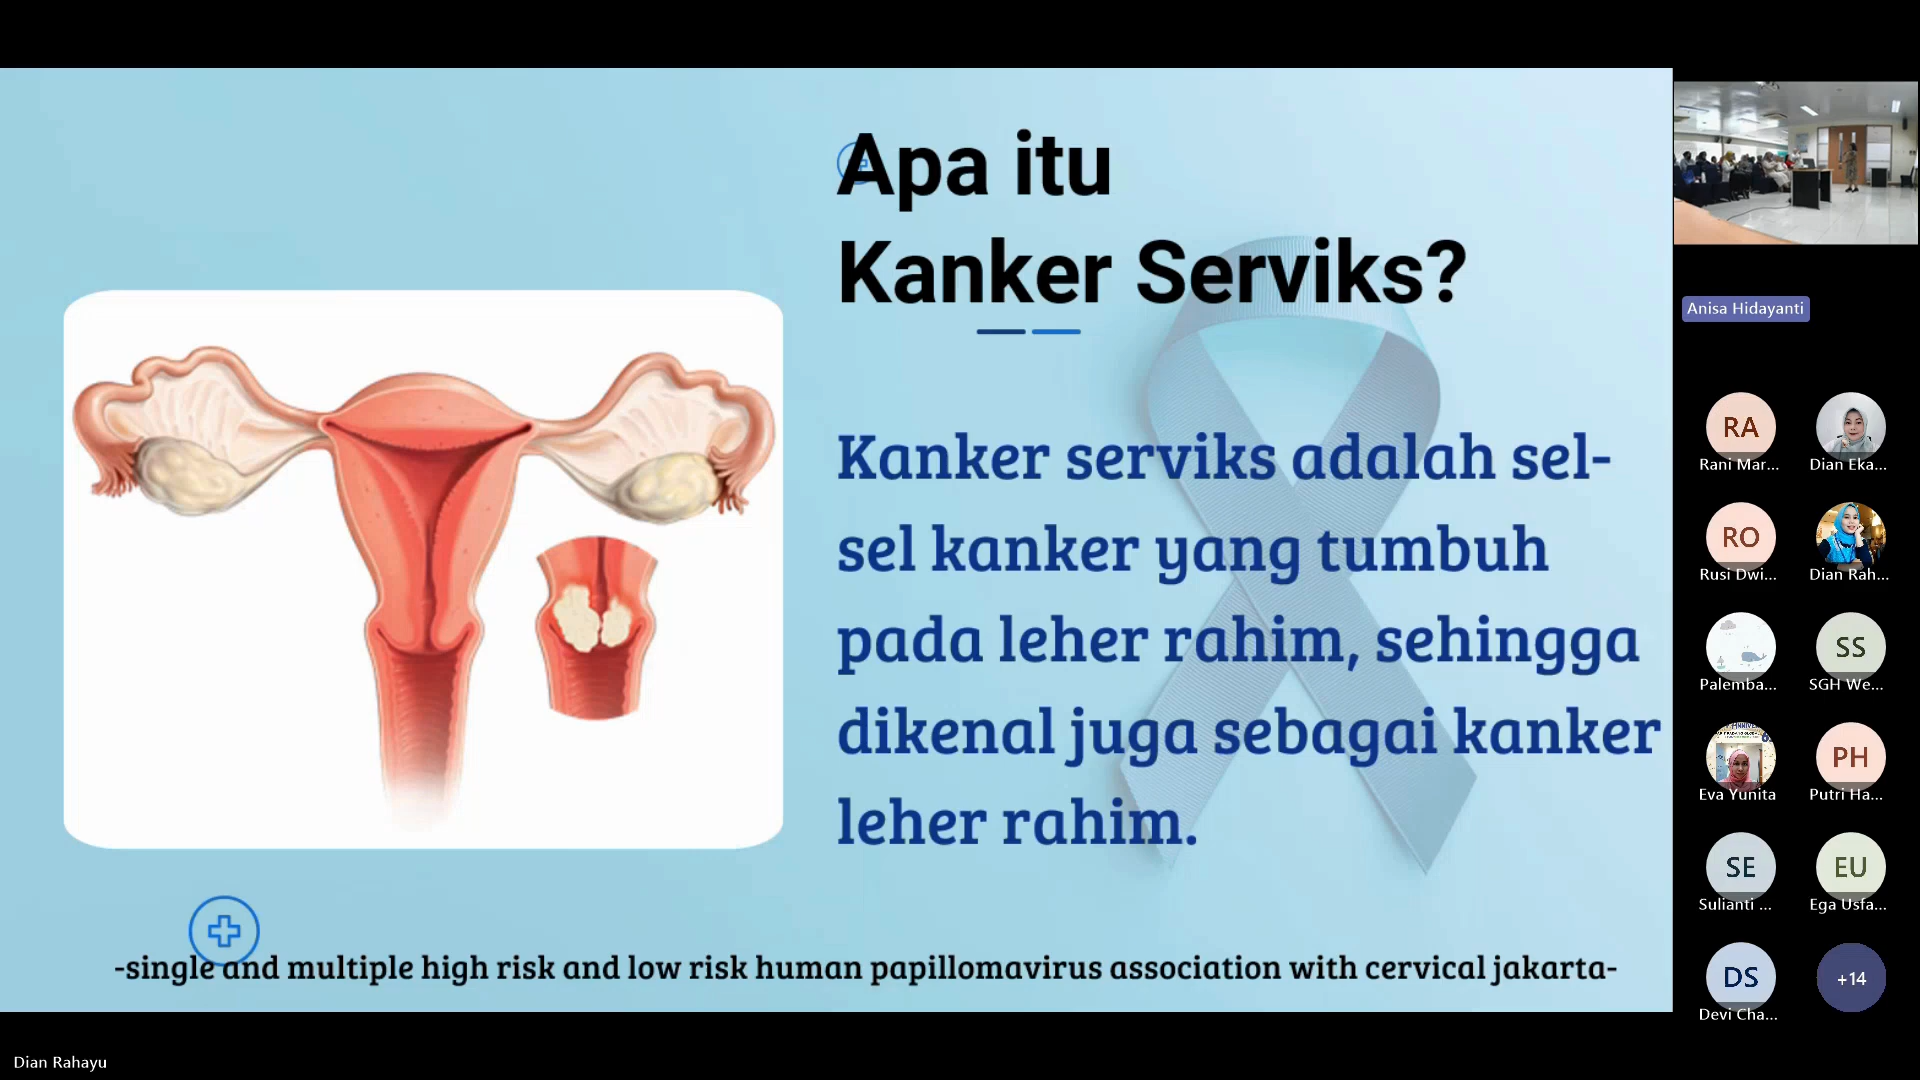 Apa itu
Kanker Serviks?
Kanker serviks adalah sel-
sel kanker yang tumbuh
pada leher rahim, sehingga
dikenal juga sebagai kanker
leher rahim.
-single and multiple high risk and low risk human papillomavirus association with cervical jakarta-
Anisa Hidayanti
RA
Rani Mar...
Dian Eka...
RO
Rusi Dwi...
Dian Rah...
Palemba...
SS
SGH We...
Eva Yunita
PH
Putri Ha...
SE
Sulianti ...
EU
Ega Usfa...
DS
Devi Cha...
+14
Dian Rahayu